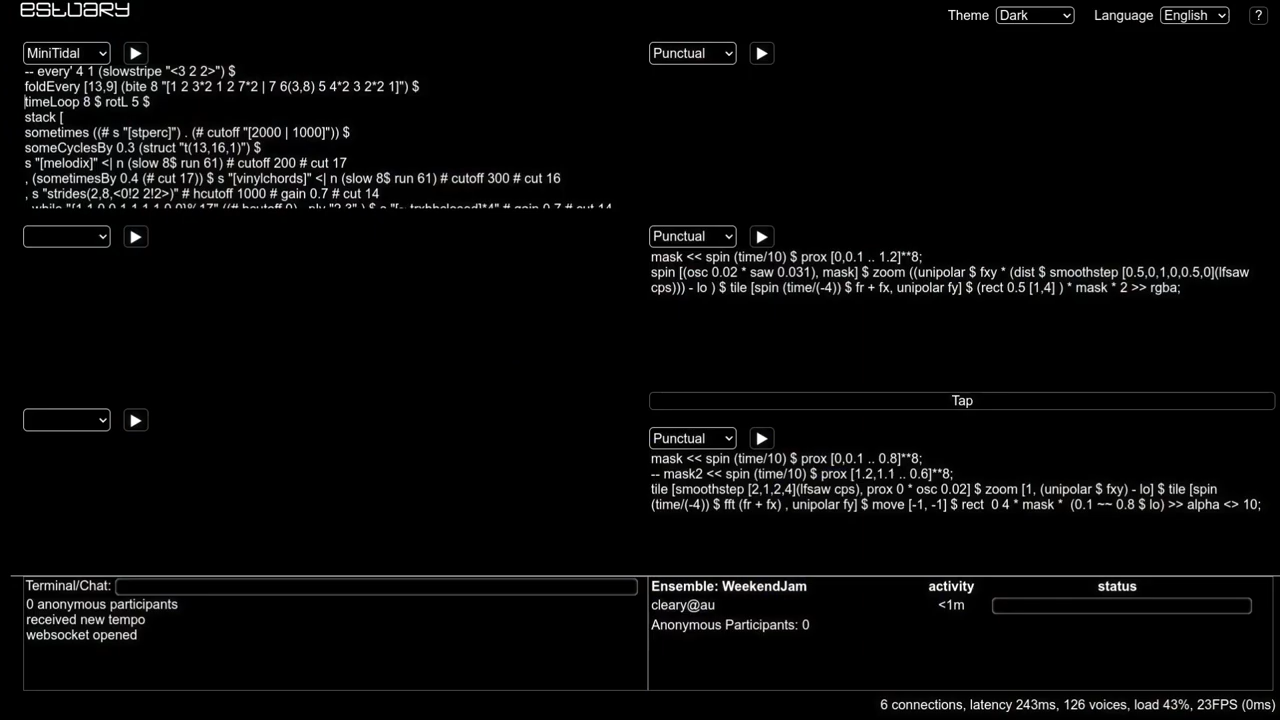 estuary
Theme Dark Language English ?
MiniTidal
-- every' 4 1 (slowstripe "<3 2 2>") $
foldEvery [13,9] (bite 8 "[1 2 3*2 1 2 7*2 | 7 6(3,8) 5 4*2 3 2*2 1]") $
timeLoop 8 $ rotL 5 $
stack [
sometimes ((# s "[stperc]") . (# cutoff "[2000 | 1000]")) $
someCyclesBy 0.3 (struct "t(13,16,1)") $
s "[melodix]" <| n (slow 8$ run 61) # cutoff 200 # cut 17
, (sometimesBy 0.4 (# cut 17)) $ s "[vinylchords]" <| n (slow 8$ run 61) # cutoff 300 # cut 16
, s "strides(2,8,<0!2 2!2>)" # hcutoff 1000 # gain 0.7 # cut 14
Punctual
Punctual
mask << spin (time/10) $ prox [0,0.1 .. 1.2]**8;
spin [(osc 0.02 * saw 0.031), mask] $ zoom ((unipolar $ fxy * (dist $ smoothstep [0.5,0,1,0,0.5,0](lfsaw
cps))) - lo ) $ tile [spin (time/(-4)) $ fr + fx, unipolar fy] $ (rect 0.5 [1,4] ) * mask * 2 >> rgba;
Tap
Punctual
mask << spin (time/10) $ prox [0,0.1 .. 0.8]**8;
-- mask2 << spin (time/10) $ prox [1.2,1.1 .. 0.6]**8;
tile [smoothstep [2,1,2,4](lfsaw cps), prox 0 * osc 0.02] $ zoom [1, (unipolar $ fxy) - lo] $ tile [spin
(time/(-4)) $ fft (fr + fx) , unipolar fy] $ move [-1, -1] $ rect  0 4 * mask *  (0.1 ~~ 0.8 $ lo) >> alpha <> 10;
Terminal/Chat:
0 anonymous participants
received new tempo
websocket opened
Ensemble: WeekendJam activity status
cleary@au <1m
Anonymous Participants: 0
6 connections, latency 243ms, 126 voices, load 43%, 23FPS (0ms)